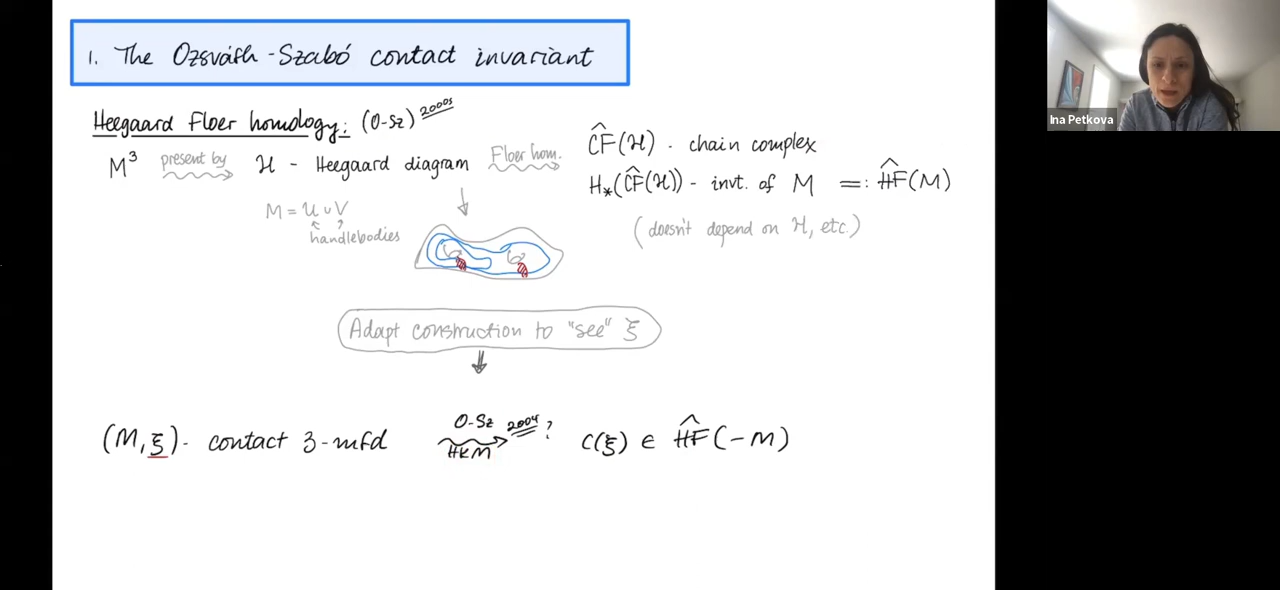 1. The Ozsváth-Szabó contact invariant
Heegaard Floer homology: (O-Sz) 2000s
M³ present by ℋ - Heegaard diagram Floer hom. ĈF(ℋ) - chain complex
H_*(ĈF(ℋ)) - invt. of M =: ĤF(M)
M = U ∪ V
handlebodies
(doesn't depend on ℋ, etc.)
Adapt construction to "see" ξ
(M, ξ) - contact 3-mfd O-Sz 2004? HKM c(ξ) ∈ ĤF(-M)
Ina Petkova